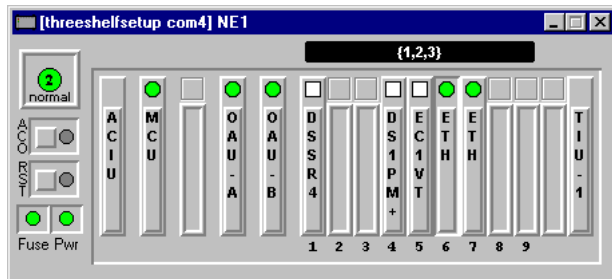 [threeshelfsetup com4] NE1
{1,2,3}
2
normal
ACO
RST
Fuse Pwr
ACIU
MCU
OAU-A
OAU-B
DSSR4
DS1PM+
EC1VT
ETH
ETH
TIU-1
1 2 3 4 5 6 7 8 9